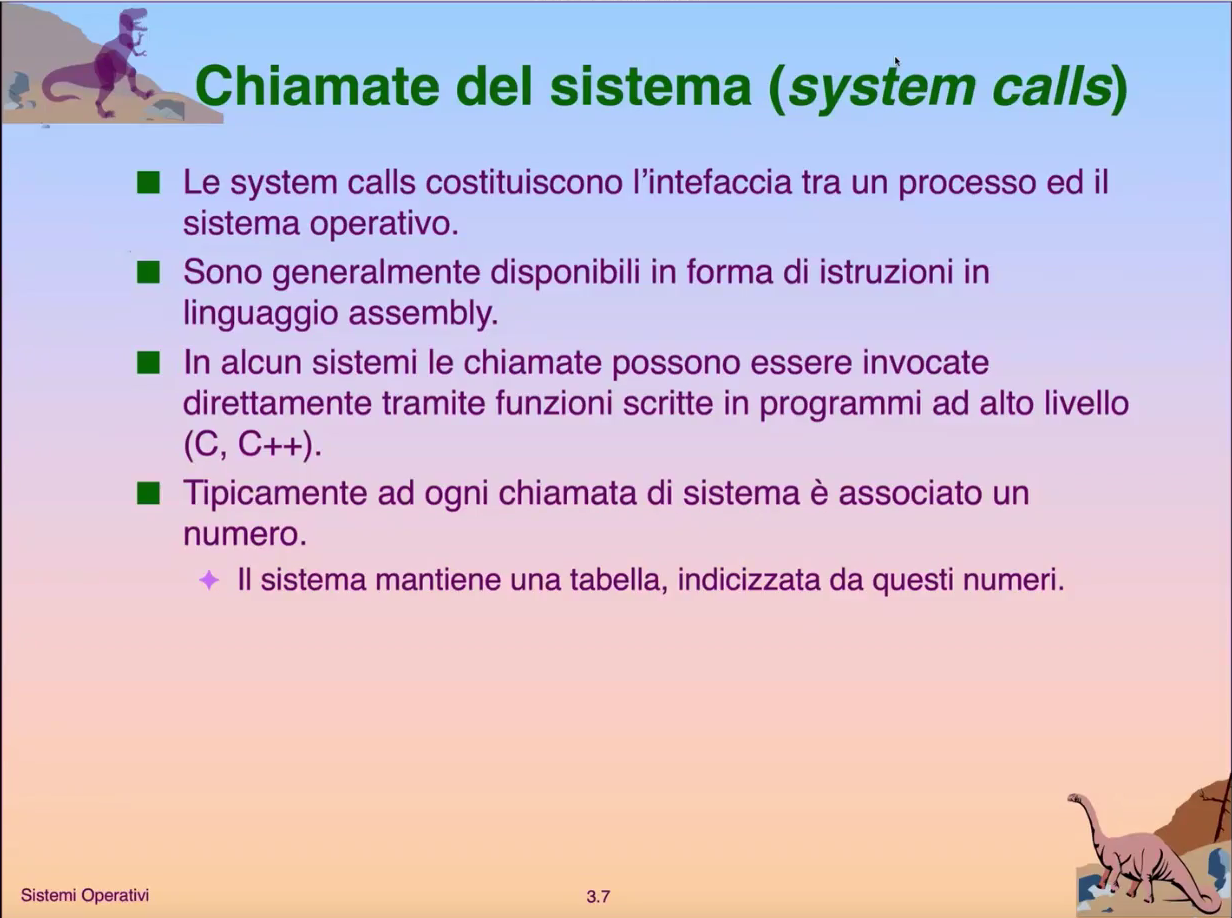 Chiamate del sistema (system calls)
Le system calls costituiscono l’intefaccia tra un processo ed il
sistema operativo.
Sono generalmente disponibili in forma di istruzioni in
linguaggio assembly.
In alcun sistemi le chiamate possono essere invocate
direttamente tramite funzioni scritte in programmi ad alto livello
(C, C++).
Tipicamente ad ogni chiamata di sistema è associato un
numero.
Il sistema mantiene una tabella, indicizzata da questi numeri.
Sistemi Operativi
3.7